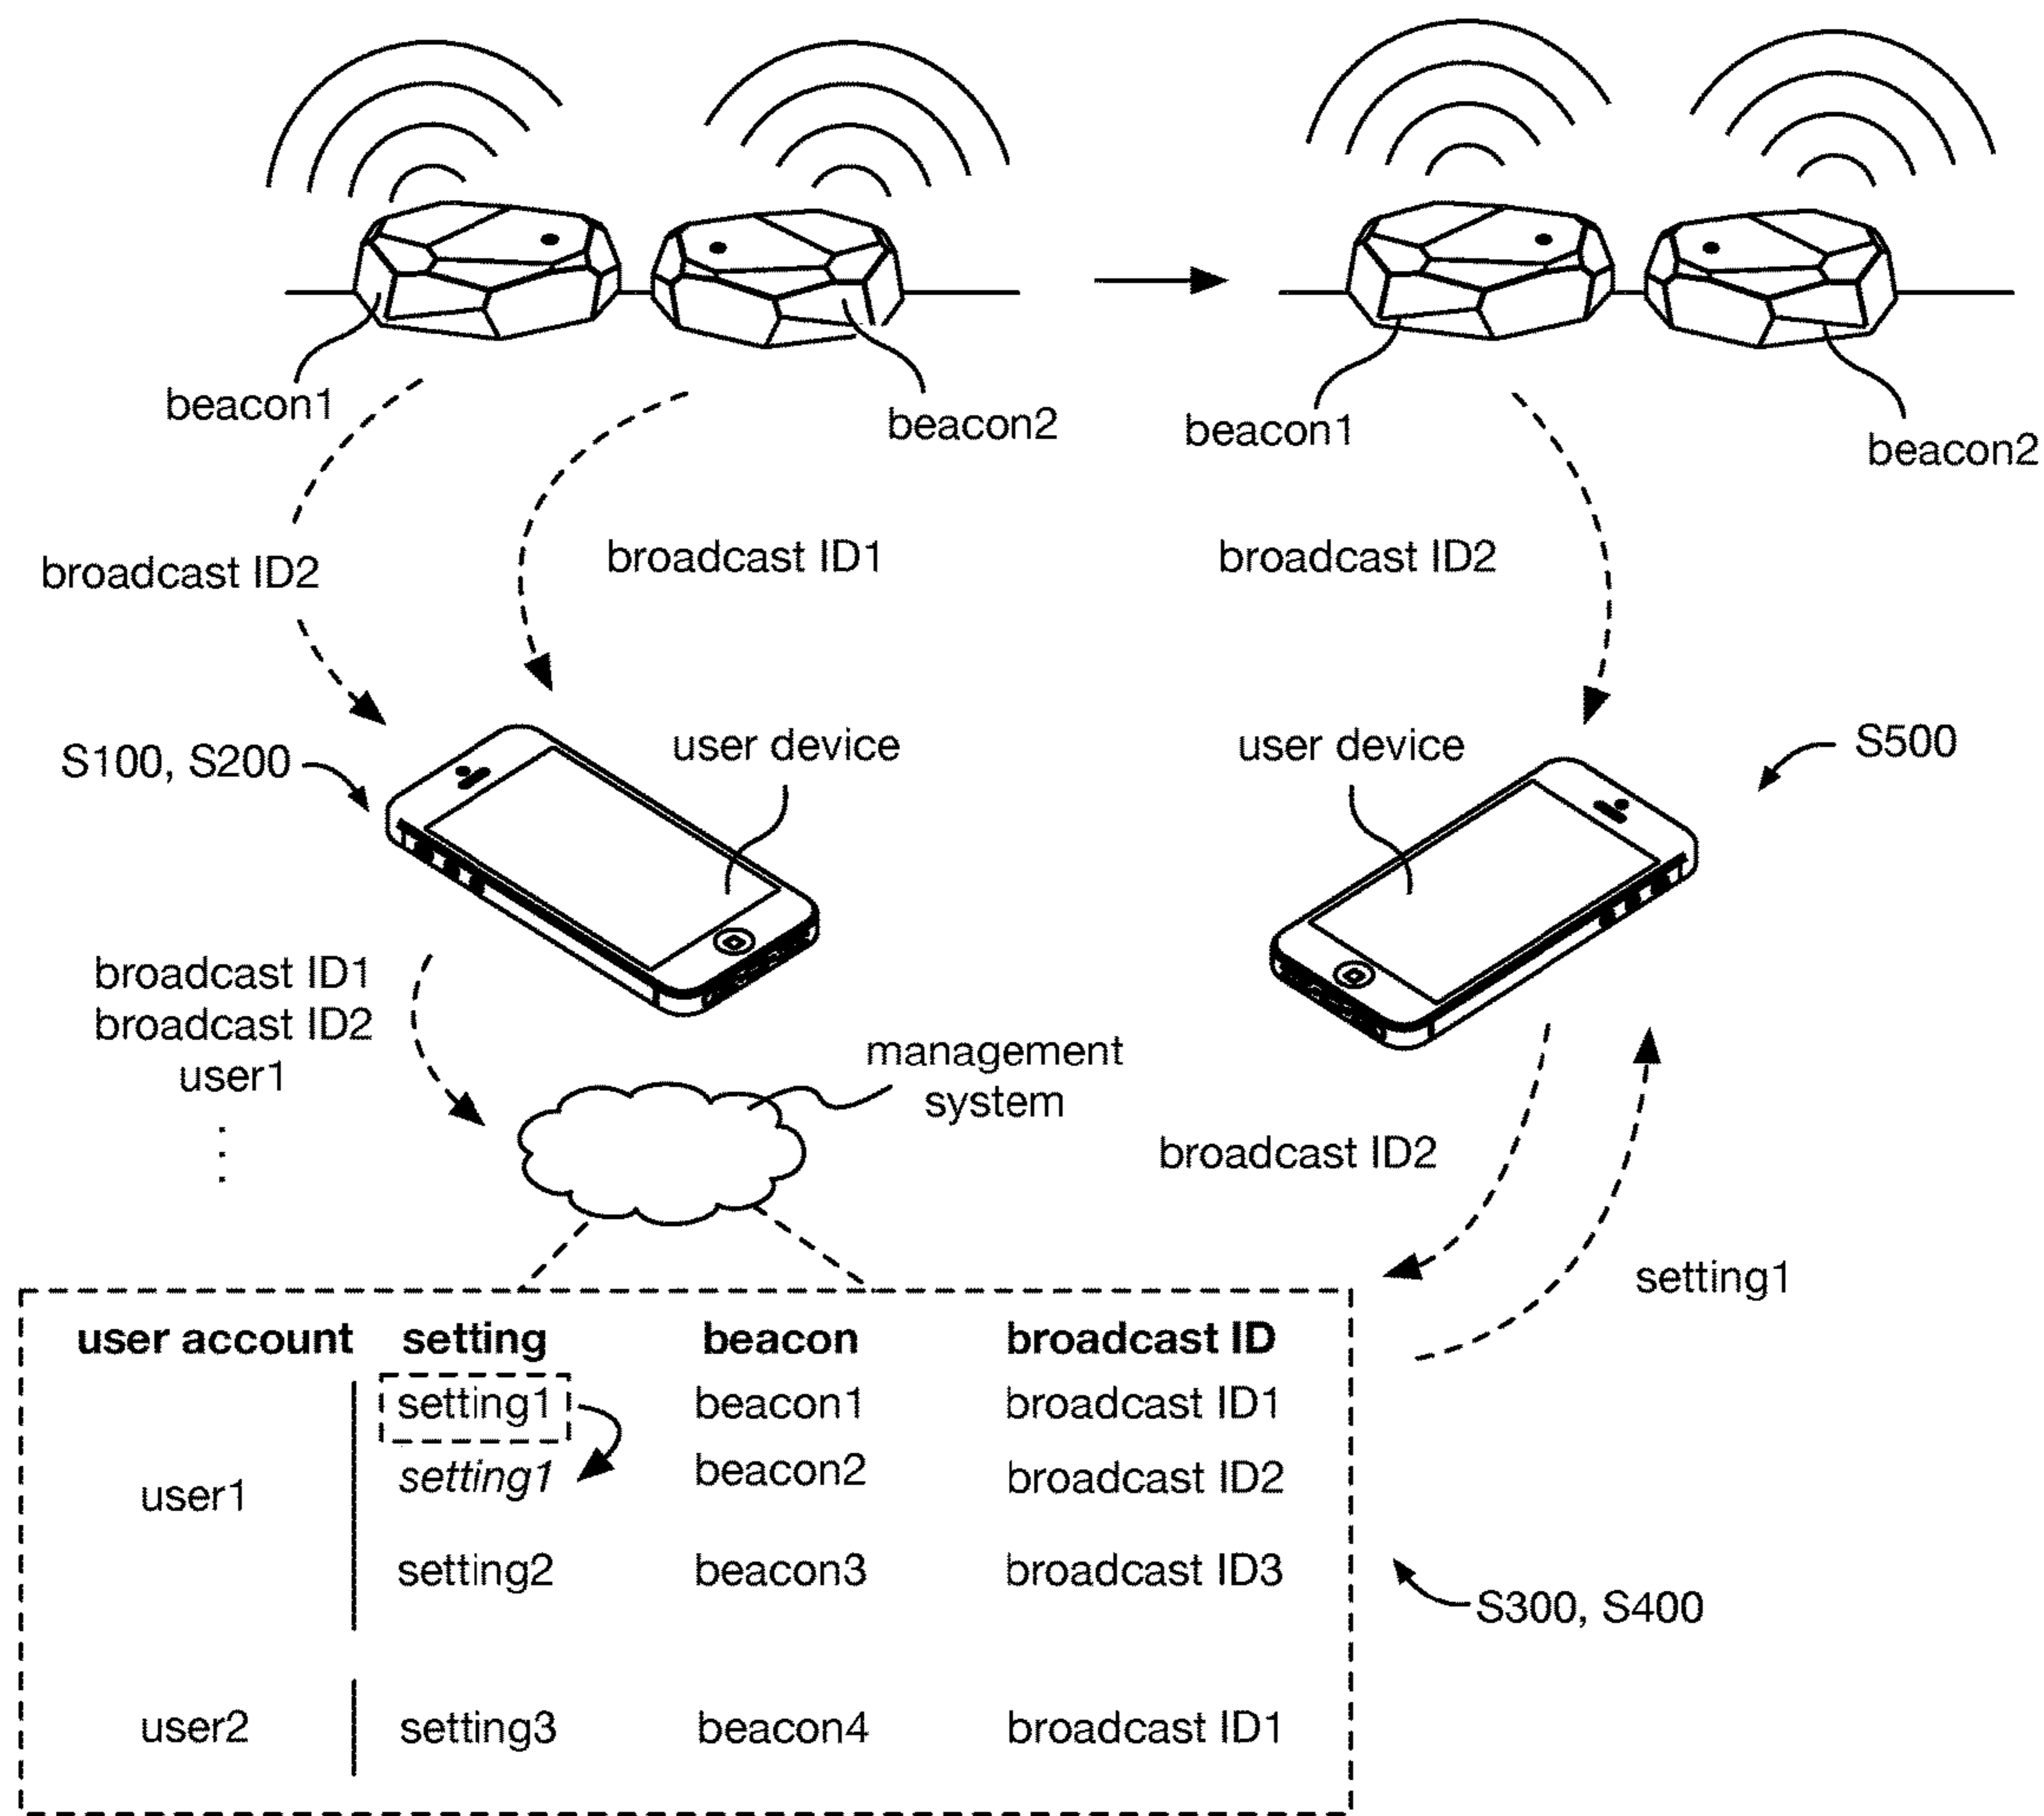 beacon1
beacon2
beacon1
beacon2
broadcast ID2
broadcast ID1
broadcast ID2
S100, S200
user device
user device
S500
broadcast ID1
broadcast ID2
user1
management
system
broadcast ID2
setting1
user account setting beacon broadcast ID
setting1 beacon1 broadcast ID1
user1
setting1 beacon2 broadcast ID2
setting2 beacon3 broadcast ID3
S300, S400
user2 setting3 beacon4 broadcast ID1